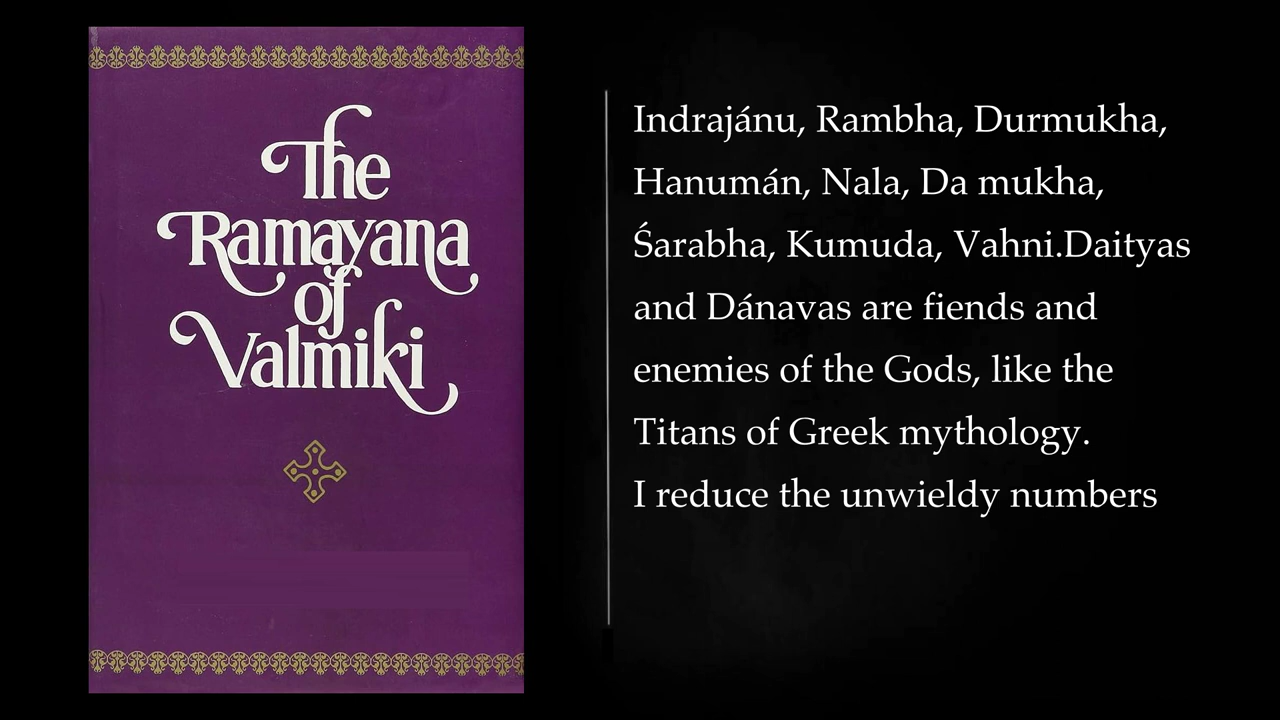 The
Ramayana
of
Valmiki
Indrajánu, Rambha, Durmukha,
Hanumán, Nala, Da mukha,
Śarabha, Kumuda, Vahni.Daityas
and Dánavas are fiends and
enemies of the Gods, like the
Titans of Greek mythology.
I reduce the unwieldy numbers